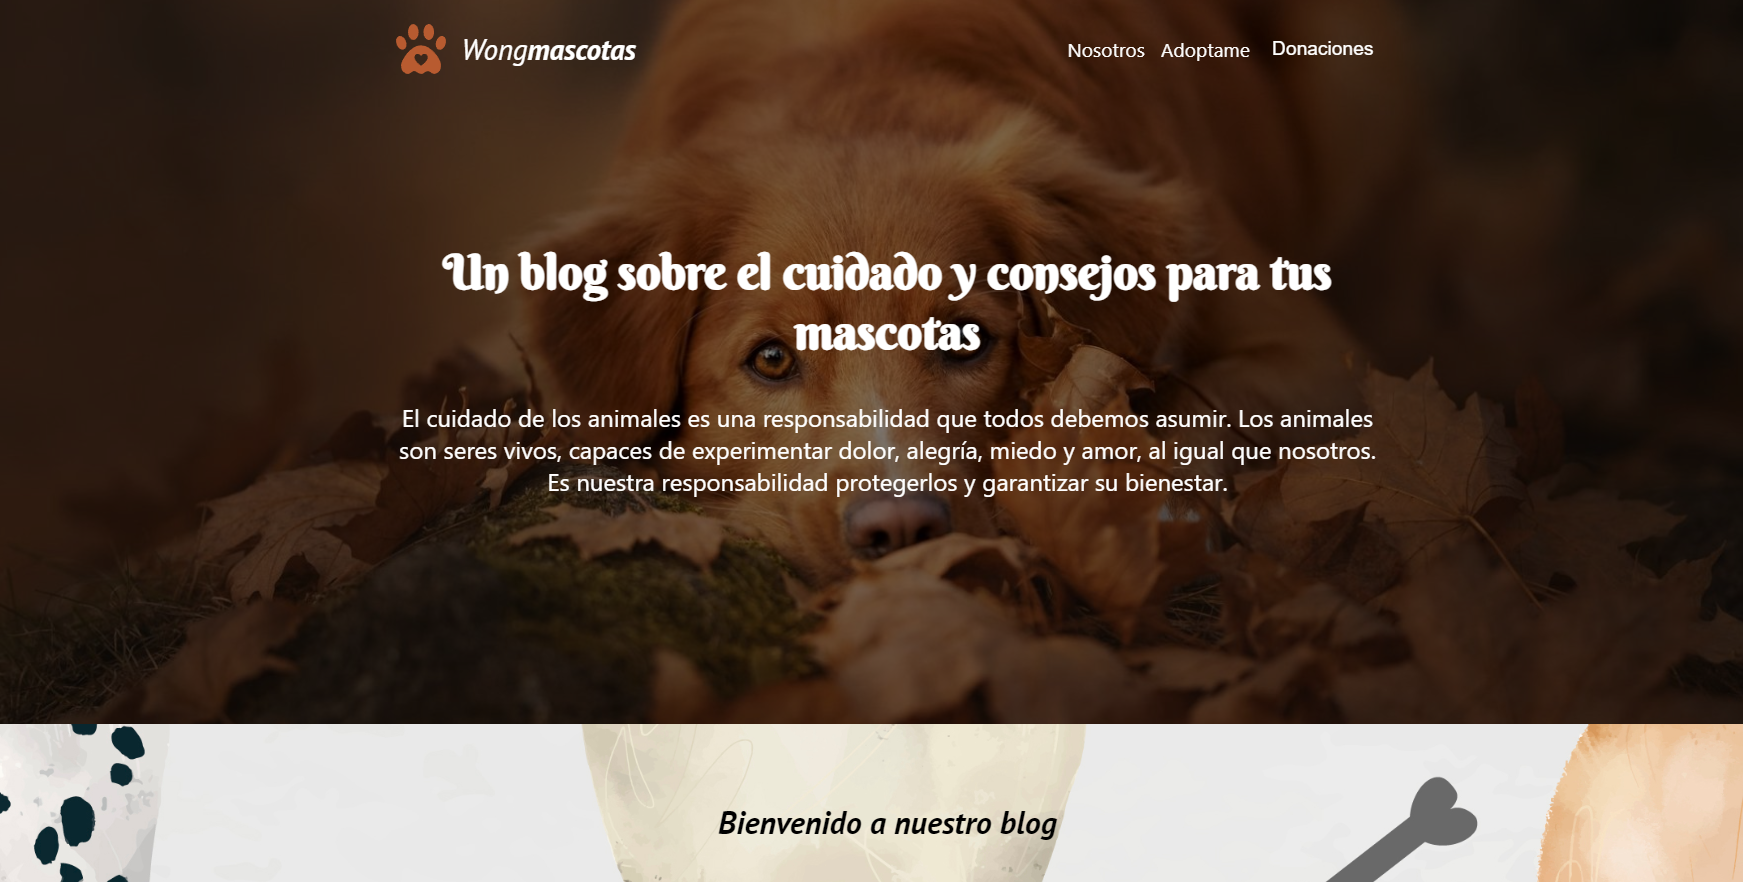 Wongmascotas
Nosotros Adoptame Donaciones
Un blog sobre el cuidado y consejos para tus
mascotas
El cuidado de los animales es una responsabilidad que todos debemos asumir. Los animales
son seres vivos, capaces de experimentar dolor, alegría, miedo y amor, al igual que nosotros.
Es nuestra responsabilidad protegerlos y garantizar su bienestar.
Bienvenido a nuestro blog